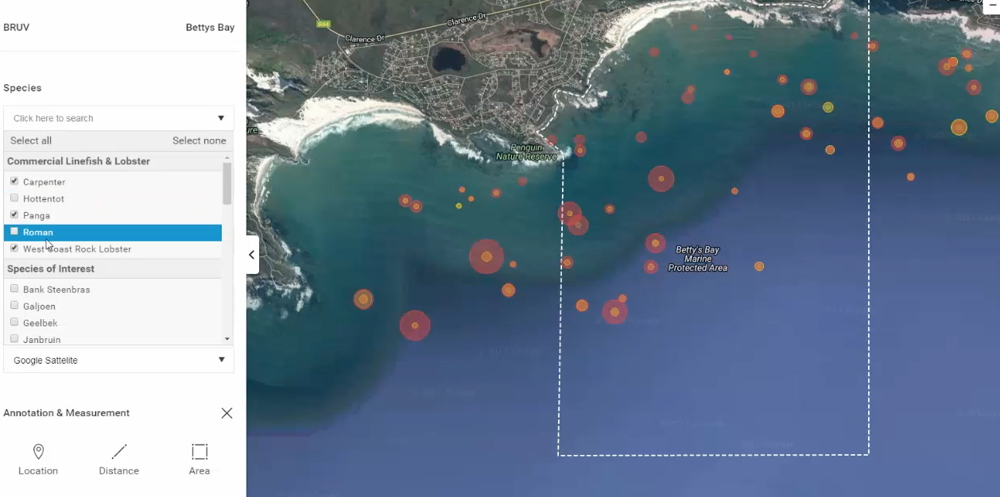 BRUV Bettys Bay
Species
Click here to search
Select all Select none
Commercial Linefish & Lobster
Carpenter
Hottentot
Panga
Roman
West Coast Rock Lobster
Species of Interest
Bank Steenbras
Galjoen
Geelbek
Janbruin
Google Sattelite
Annotation & Measurement
Location Distance Area
R44
Clarence Dr
Clarence Dr
Penguin
Nature Reserve
Betty's Bay
Marine
Protected Area